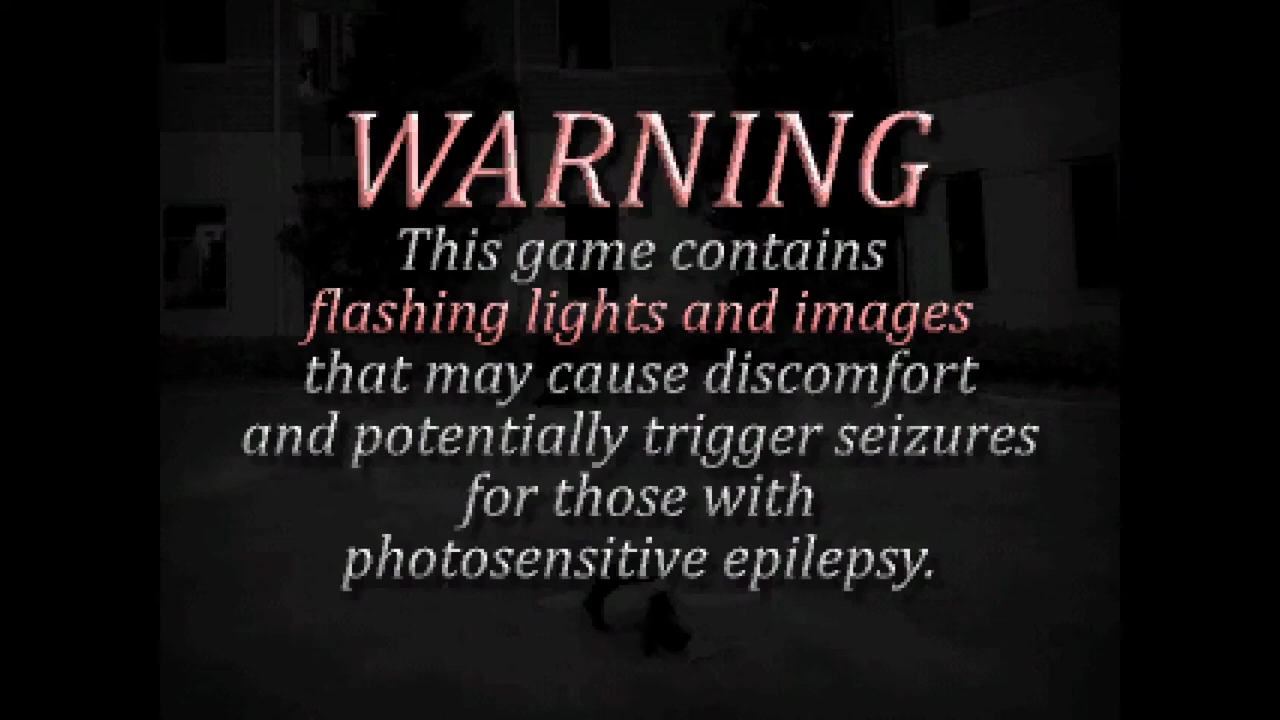 WARNING
This game contains
flashing lights and images
that may cause discomfort
and potentially trigger seizures
for those with
photosensitive epilepsy.